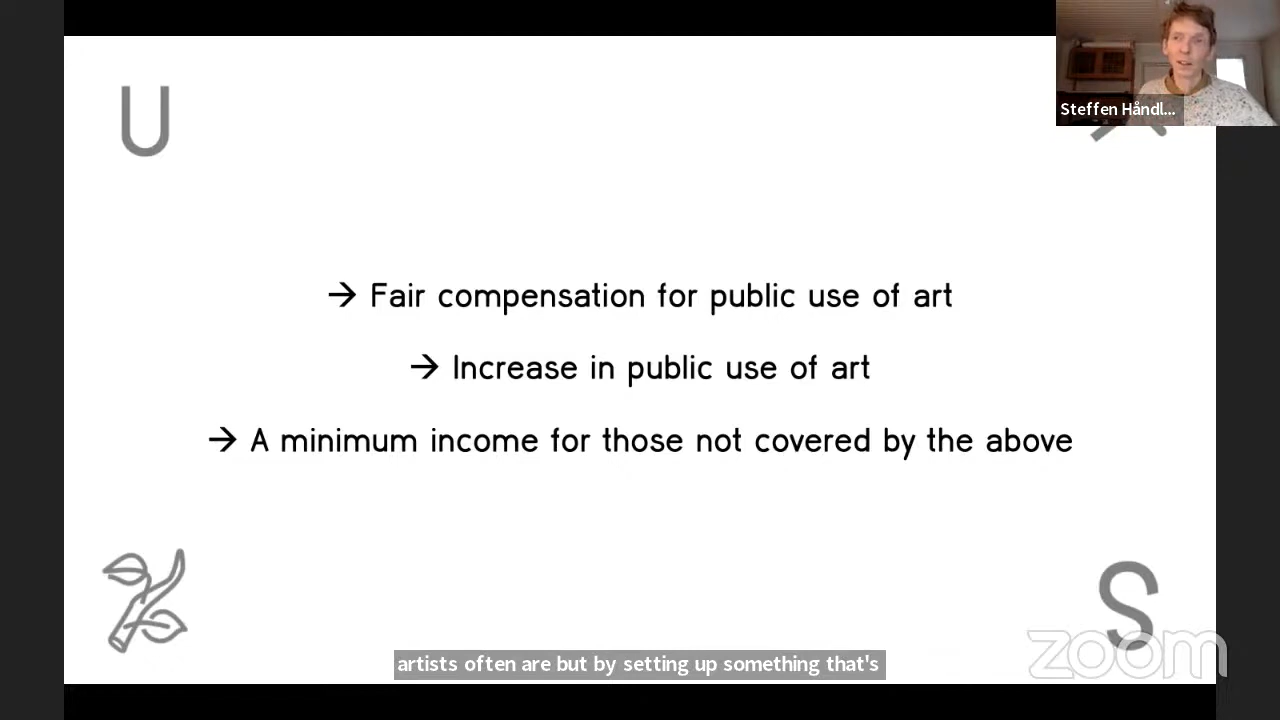 U
Steffen Håndl...
→ Fair compensation for public use of art
→ Increase in public use of art
→ A minimum income for those not covered by the above
S
zoom
artists often are but by setting up something that's